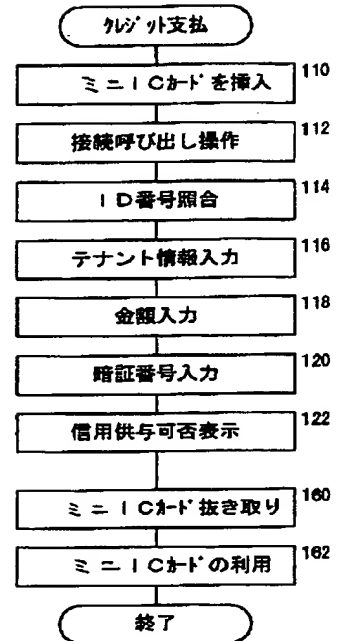 クレジット支払
ミニICカードを挿入
110
接続呼び出し操作
112
ID番号照合
114
テナント情報入力
116
金額入力
118
暗証番号入力
120
信用供与可否表示
122
ミニICカード抜き取り
160
ミニICカードの利用
162
終了